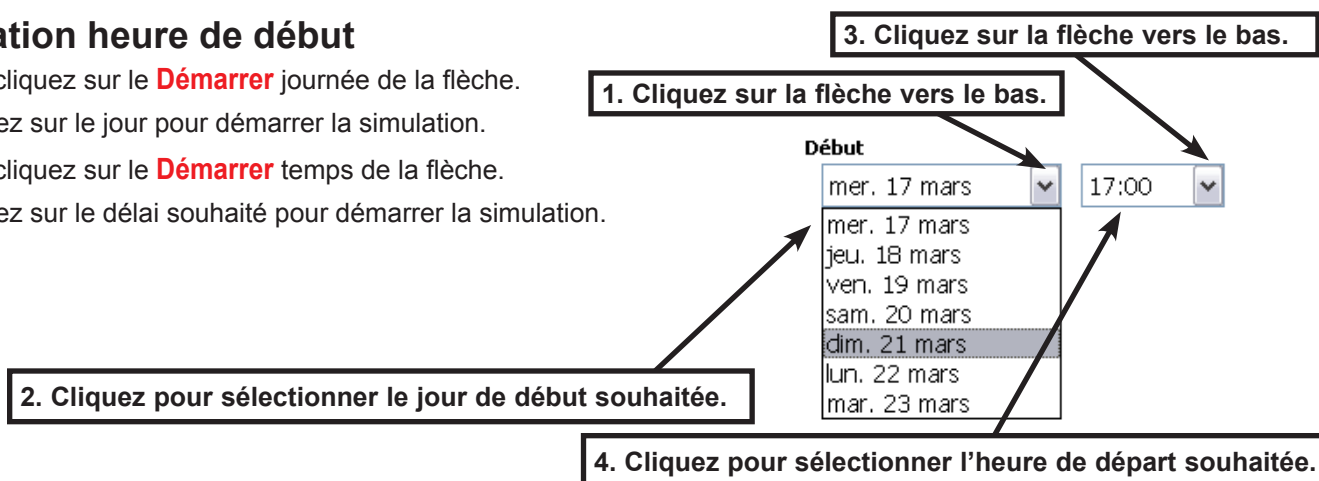 ation heure de début
cliquez sur le Démarrer journée de la flèche.
ez sur le jour pour démarrer la simulation.
cliquez sur le Démarrer temps de la flèche.
ez sur le délai souhaité pour démarrer la simulation.
3. Cliquez sur la flèche vers le bas.
1. Cliquez sur la flèche vers le bas.
Début
mer. 17 mars 17:00
mer. 17 mars
jeu. 18 mars
ven. 19 mars
sam. 20 mars
dim. 21 mars
lun. 22 mars
mar. 23 mars
2. Cliquez pour sélectionner le jour de début souhaitée.
4. Cliquez pour sélectionner l’heure de départ souhaitée.